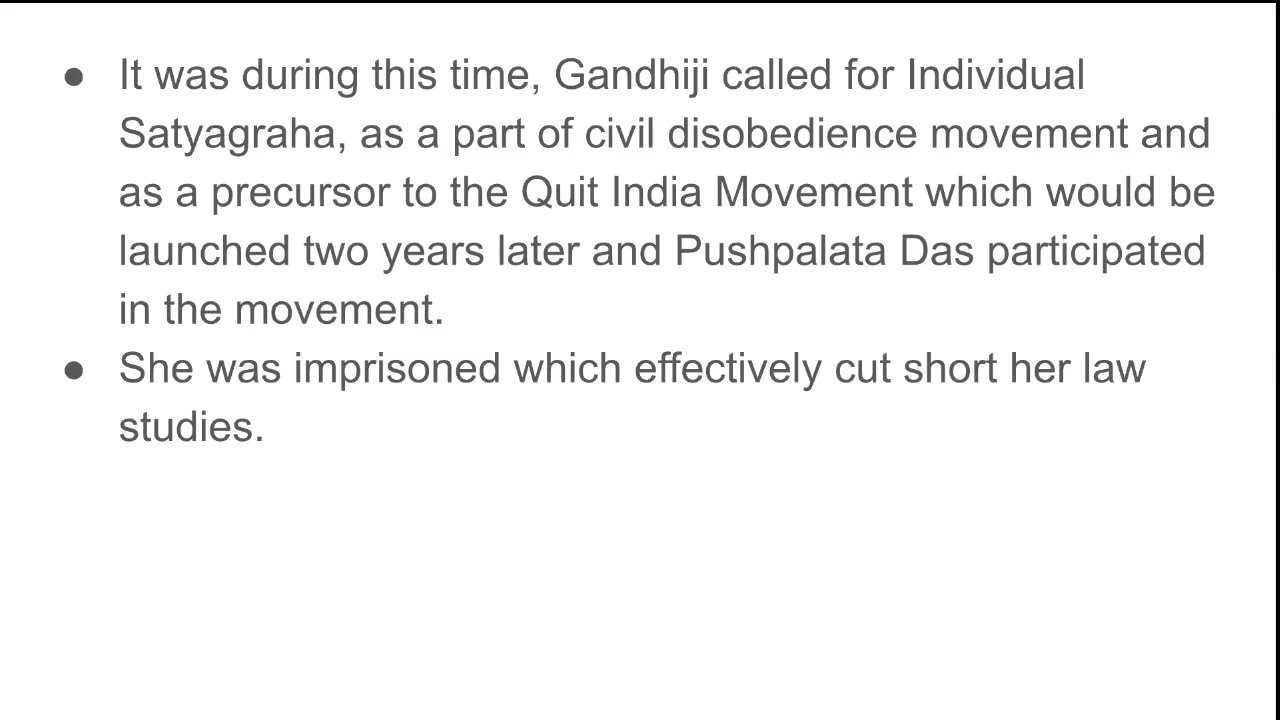 ● It was during this time, Gandhiji called for Individual
Satyagraha, as a part of civil disobedience movement and
as a precursor to the Quit India Movement which would be
launched two years later and Pushpalata Das participated
in the movement.
● She was imprisoned which effectively cut short her law
studies.